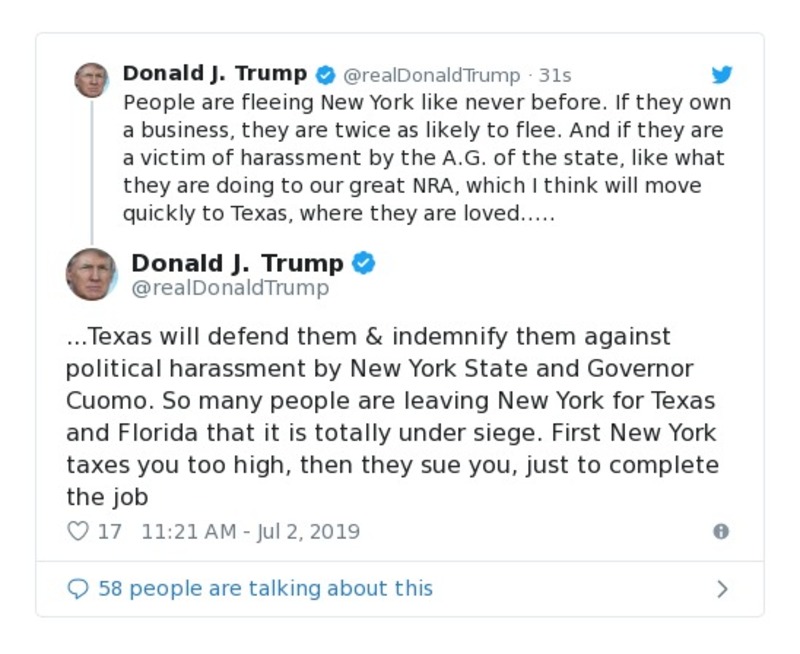 Donald J. Trump @realDonaldTrump · 31s
People are fleeing New York like never before. If they own
a business, they are twice as likely to flee. And if they are
a victim of harassment by the A.G. of the state, like what
they are doing to our great NRA, which I think will move
quickly to Texas, where they are loved.....
Donald J. Trump
@realDonaldTrump
...Texas will defend them & indemnify them against
political harassment by New York State and Governor
Cuomo. So many people are leaving New York for Texas
and Florida that it is totally under siege. First New York
taxes you too high, then they sue you, just to complete
the job
17 11:21 AM - Jul 2, 2019
58 people are talking about this